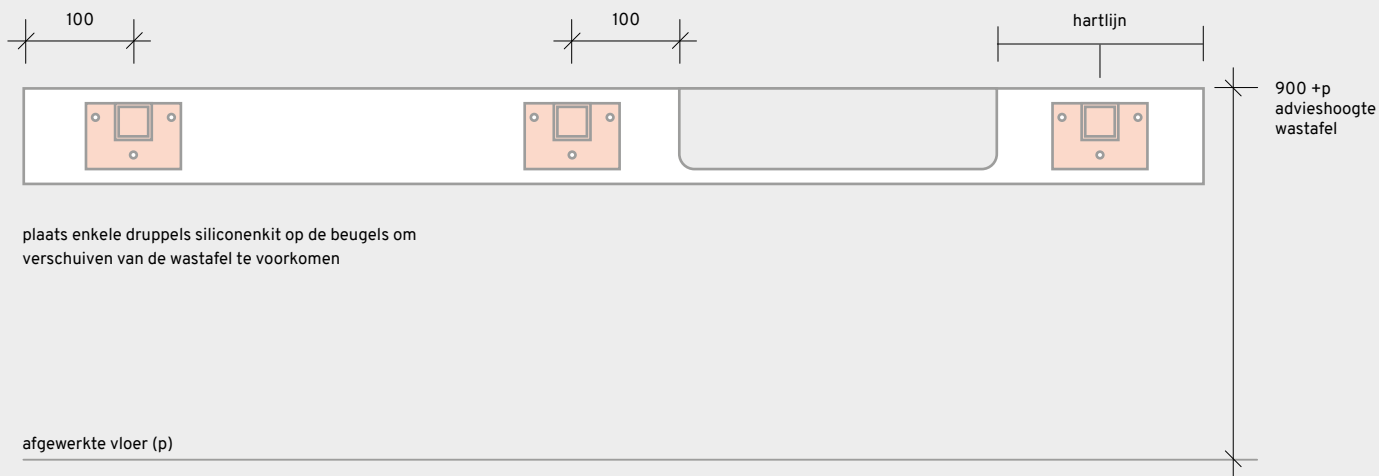 100
100
hartlijn
900 +p
advieshoogte
wastafel
plaats enkele druppels siliconenkit op de beugels om
verschuiven van de wastafel te voorkomen
afgewerkte vloer (p)